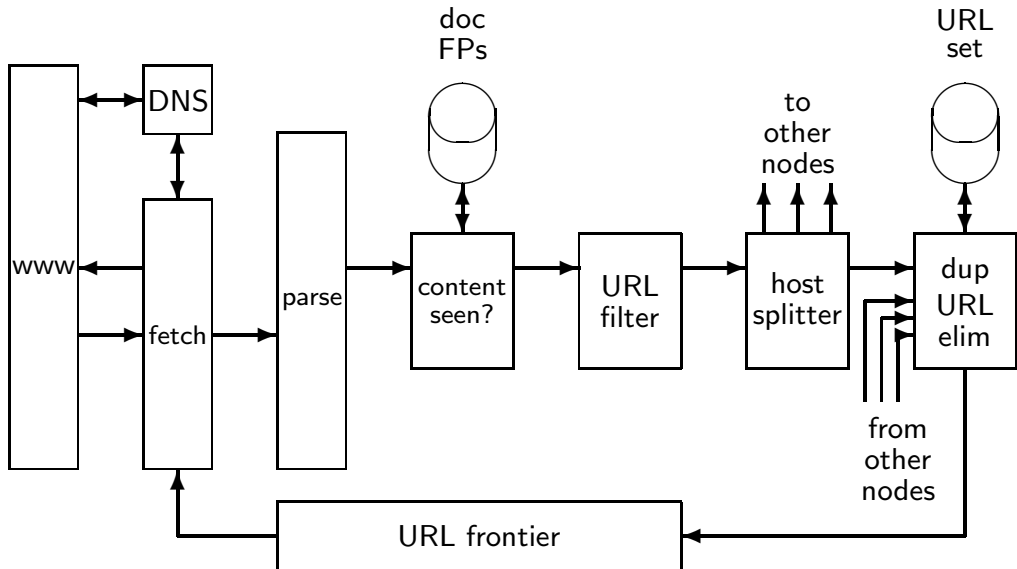 doc
FPs
URL
set
DNS
to
other
nodes
www
fetch
parse
content
seen?
URL
filter
host
splitter
dup
URL
elim
from
other
nodes
URL frontier